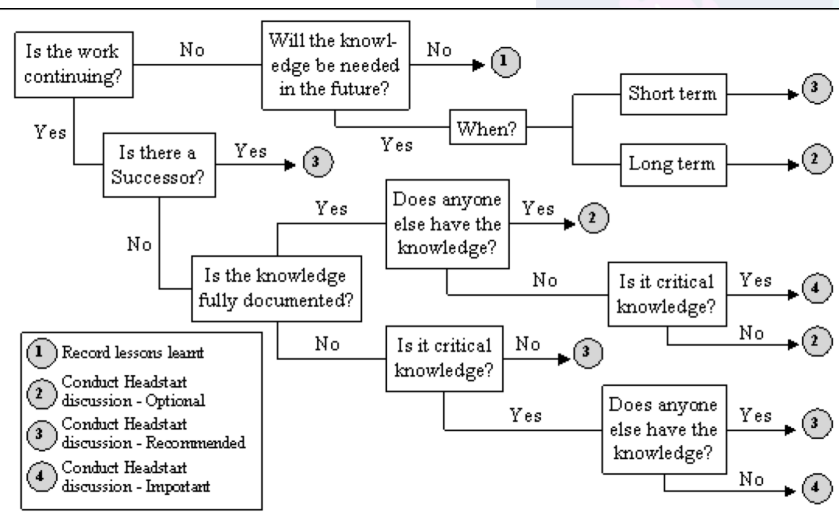 Is the work
continuing?
No
Will the knowl-
edge be needed
in the future?
No
1
Yes
When?
Short term
3
Long term
2
Yes
Is there a
Successor?
Yes
3
No
Is the knowledge
fully documented?
Yes
Does anyone
else have the
knowledge?
Yes
2
No
Is it critical
knowledge?
Yes
4
No
2
No
Is it critical
knowledge?
No
3
Yes
Does anyone
else have the
knowledge?
Yes
3
No
4
1 Record lessons learnt
2 Conduct Headstart
discussion - Optional
3 Conduct Headstart
discussion - Recommended
4 Conduct Headstart
discussion - Important